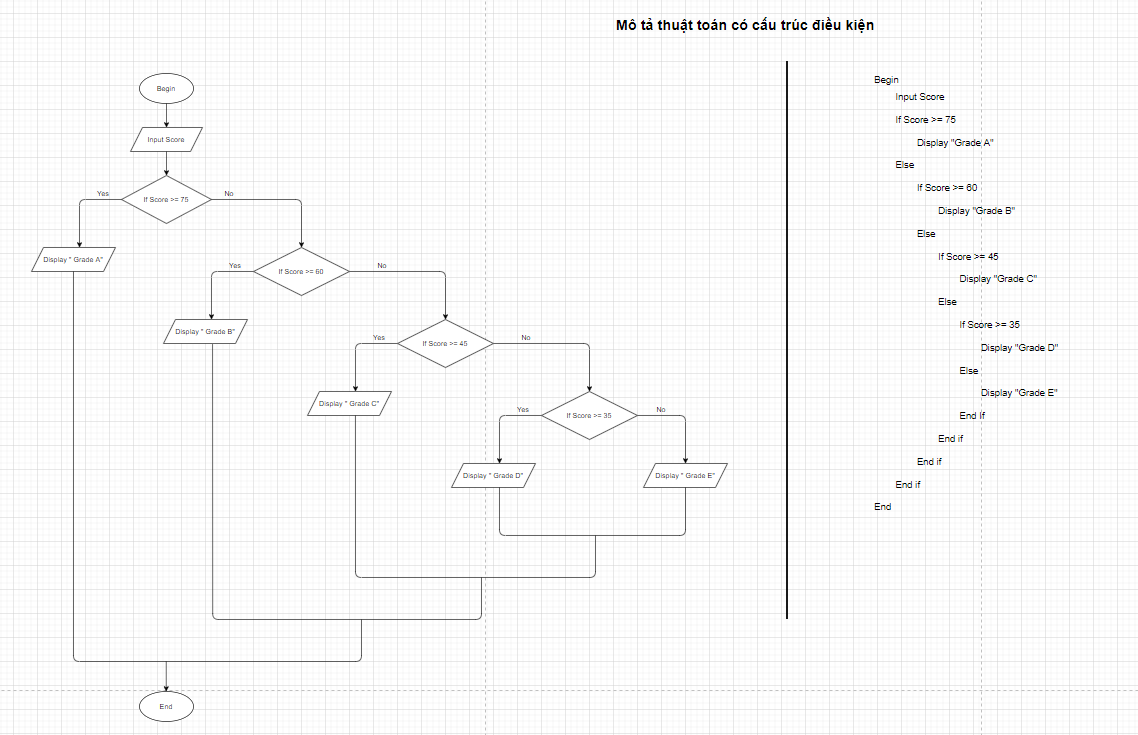 Mô tả thuật toán có cấu trúc điều kiện
Begin
Input Score
If Score >= 75
Yes
No
Display " Grade A"
If Score >= 60
Yes
No
Display " Grade B"
If Score >= 45
Yes
No
Display " Grade C"
If Score >= 35
Yes
No
Display " Grade D"
Display " Grade E"
End
Begin
Input Score
If Score >= 75
Display "Grade A"
Else
If Score >= 60
Display "Grade B"
Else
If Score >= 45
Display "Grade C"
Else
If Score >= 35
Display "Grade D"
Else
Display "Grade E"
End If
End if
End if
End if
End